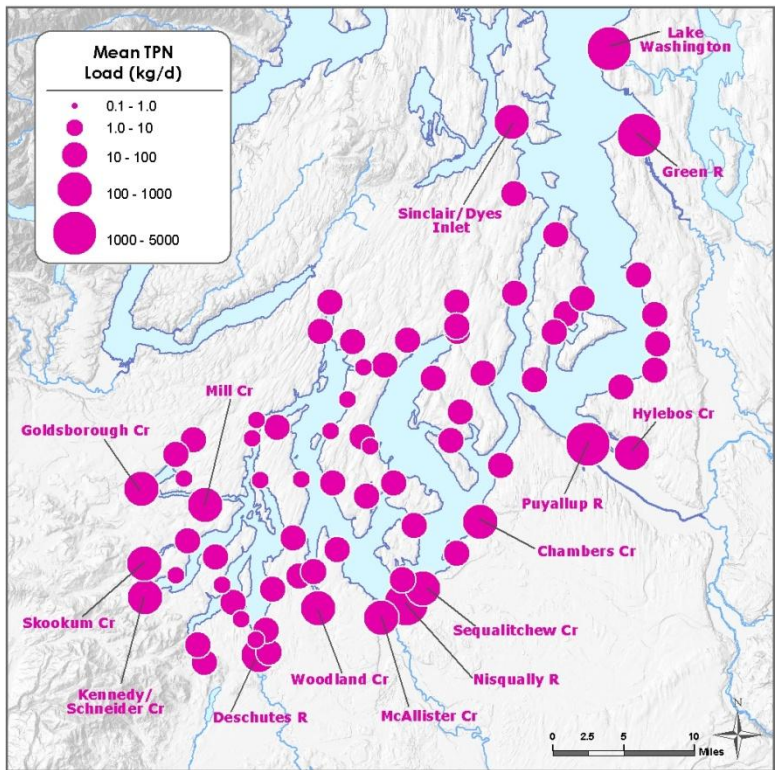 Mean TPN
Load (kg/d)
0.1 - 1.0
1.0 - 10
10 - 100
100 - 1000
1000 - 5000
Lake
Washington
Green R
Sinclair/Dyes
Inlet
Mill Cr
Goldsborough Cr
Hylebos Cr
Puyallup R
Chambers Cr
Skookum Cr
Sequalitchew Cr
Kennedy/
Schneider Cr
Woodland Cr
Nisqually R
Deschutes R
McAllister Cr
N
0 2.5 5 10
Miles